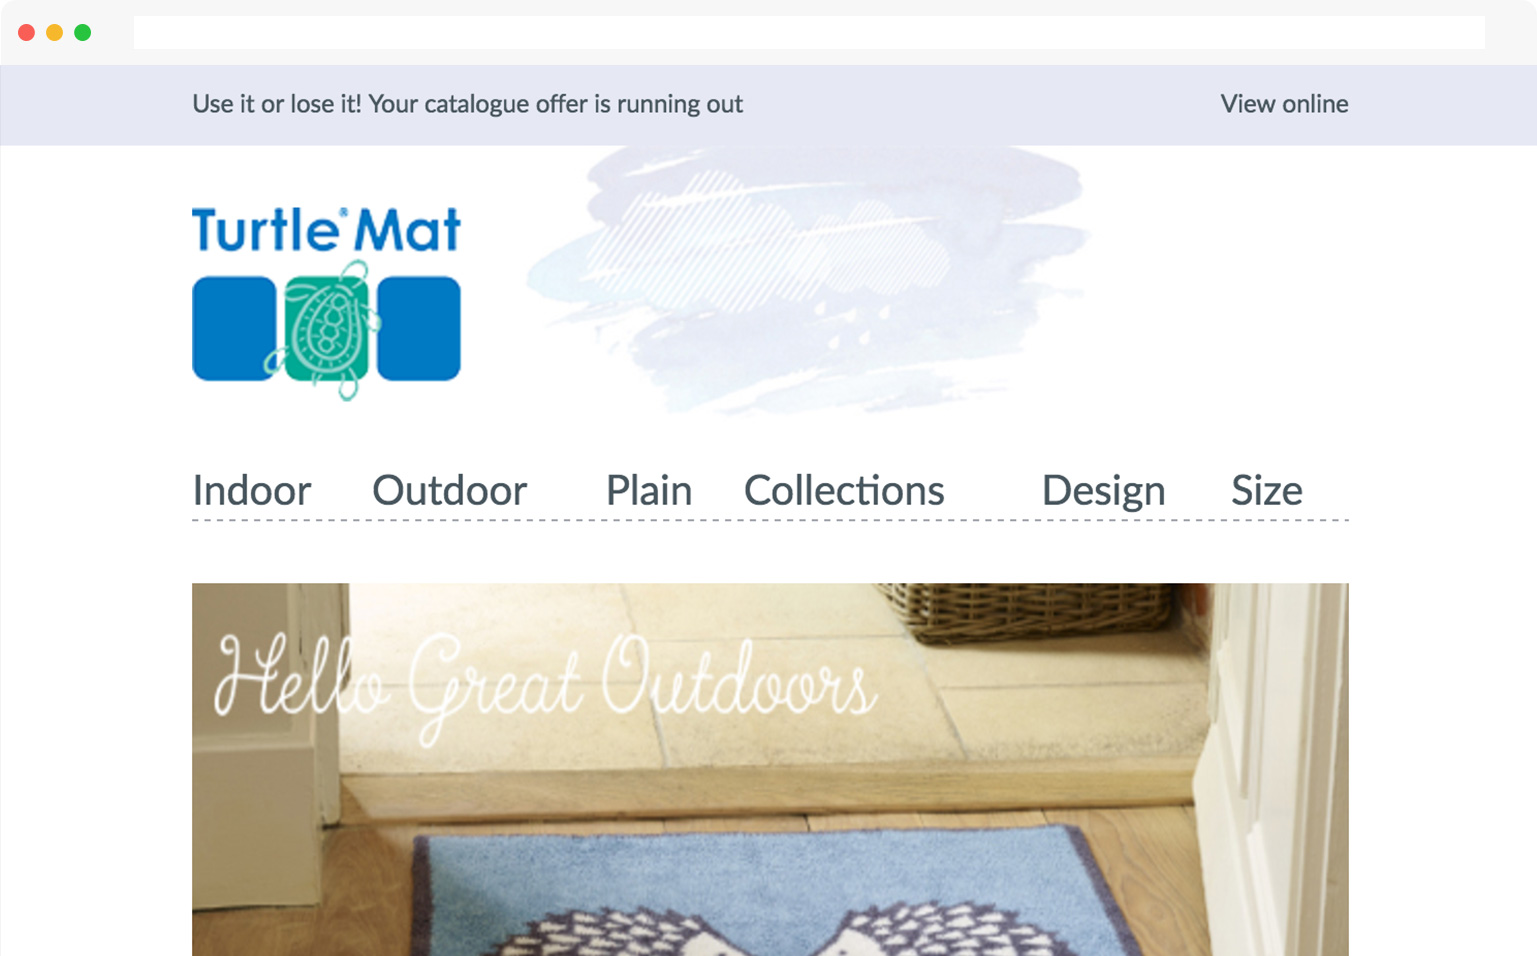 Use it or lose it! Your catalogue offer is running out
View online
Turtle® Mat
Indoor Outdoor Plain Collections Design Size
Hello Great Outdoors